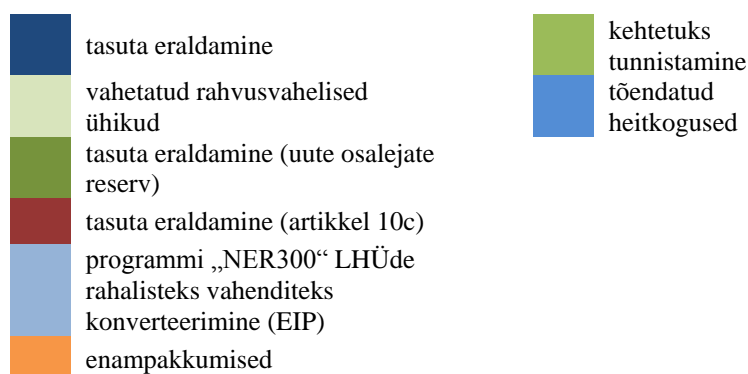 tasuta eraldamine
vahetatud rahvusvahelised
ühikud
tasuta eraldamine (uute osalejate
reserv)
tasuta eraldamine (artikkel 10c)
programmi „NER300“ LHÜde
rahalisteks vahenditeks
konverteerimine (EIP)
enampakkumised
kehtetuks
tunnistamine
tõendatud
heitkogused